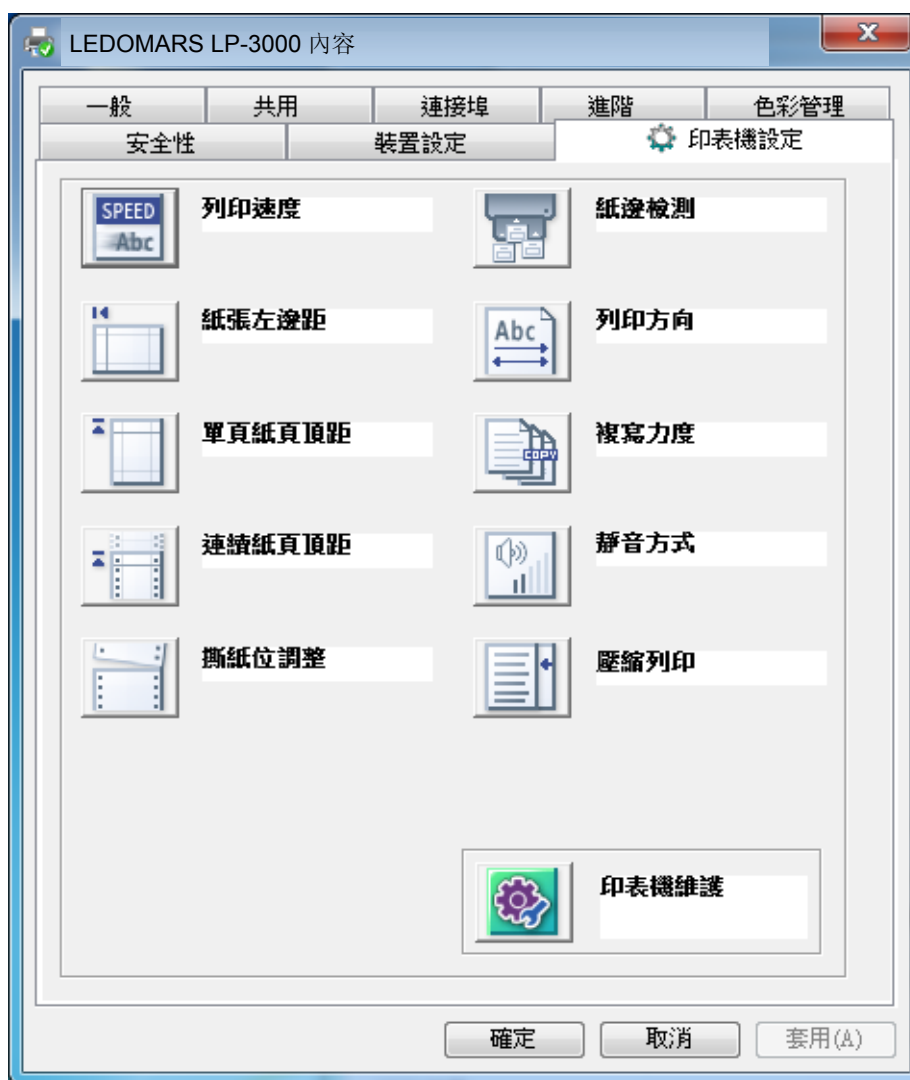 LEDOMARS LP-3000 內容
x
一般 共用 連接埠 進階 色彩管理
安全性 裝置設定 印表機設定
SPEED
Abc
列印速度
紙邊檢測
紙張左邊距
Abc
列印方向
單頁紙頁頂距
COPY
複寫力度
連續紙頁頂距
靜音方式
撕紙位調整
壓縮列印
印表機維護
確定 取消 套用(A)